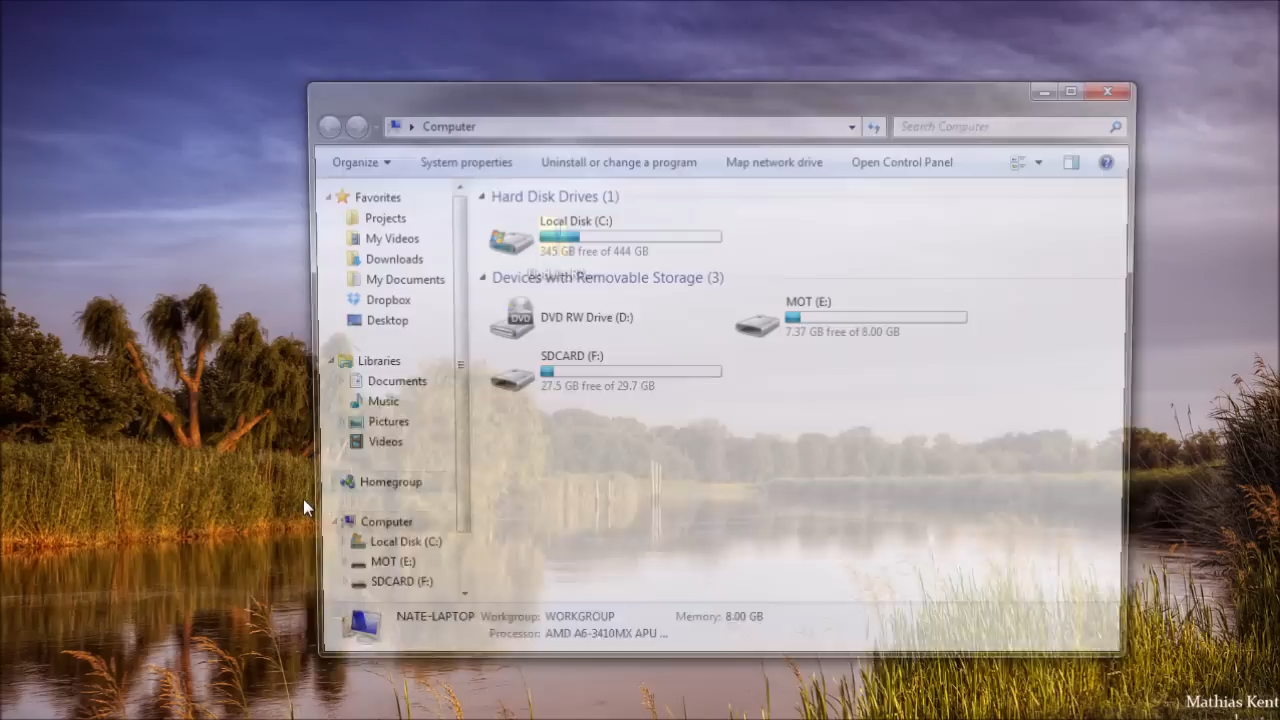 Computer
Search Computer
Organize
System properties
Uninstall or change a program
Map network drive
Open Control Panel
Favorites
Projects
My Videos
Downloads
My Documents
Dropbox
Desktop
Libraries
Documents
Music
Pictures
Videos
Homegroup
Computer
Local Disk (C:)
MOT (E:)
SDCARD (F:)
Hard Disk Drives (1)
Local Disk (C:)
345 GB free of 444 GB
Devices with Removable Storage (3)
DVD RW Drive (D:)
DVD
MOT (E:)
7.37 GB free of 8.00 GB
SDCARD (F:)
27.5 GB free of 29.7 GB
NATE-LAPTOP Workgroup: WORKGROUP Memory: 8.00 GB
Processor: AMD A6-3410MX APU ...
Mathias Kent